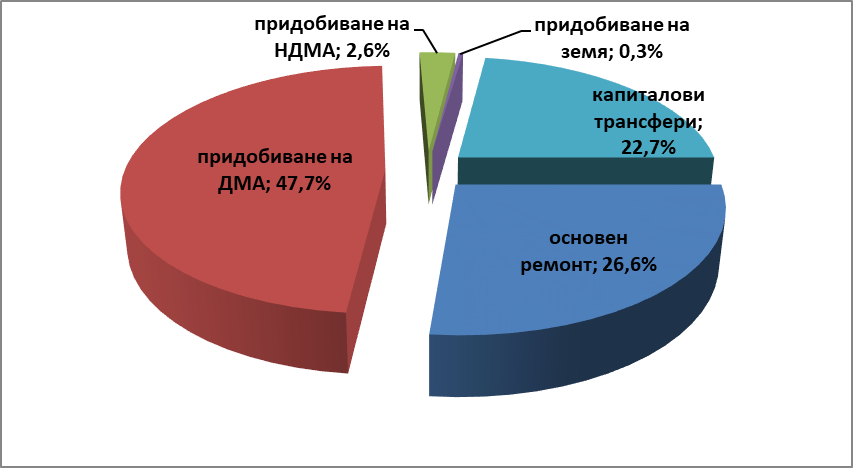 придобиване на
НДМА; 2,6%
придобиване на
земя; 0,3%
капиталови
трансфери;
22,7%
придобиване на
ДМА; 47,7%
основен
ремонт; 26,6%